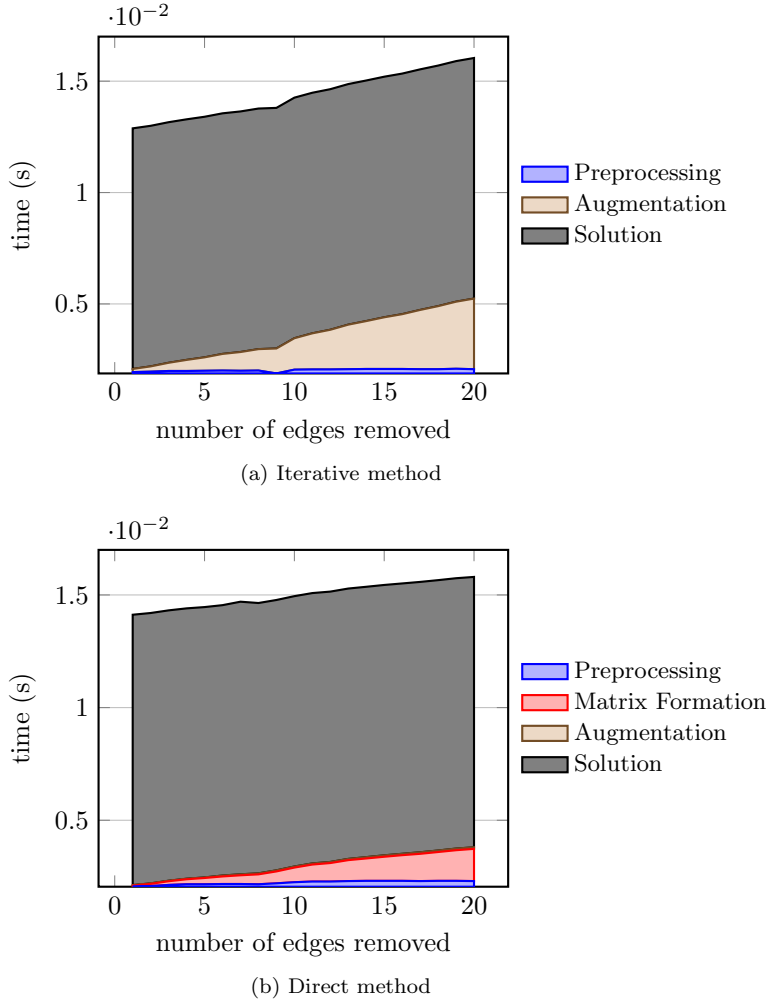 ·10⁻²
1.5
1
0.5
time (s)
0 5 10 15 20
number of edges removed
Preprocessing
Augmentation
Solution
(a) Iterative method
·10⁻²
1.5
1
0.5
time (s)
0 5 10 15 20
number of edges removed
Preprocessing
Matrix Formation
Augmentation
Solution
(b) Direct method